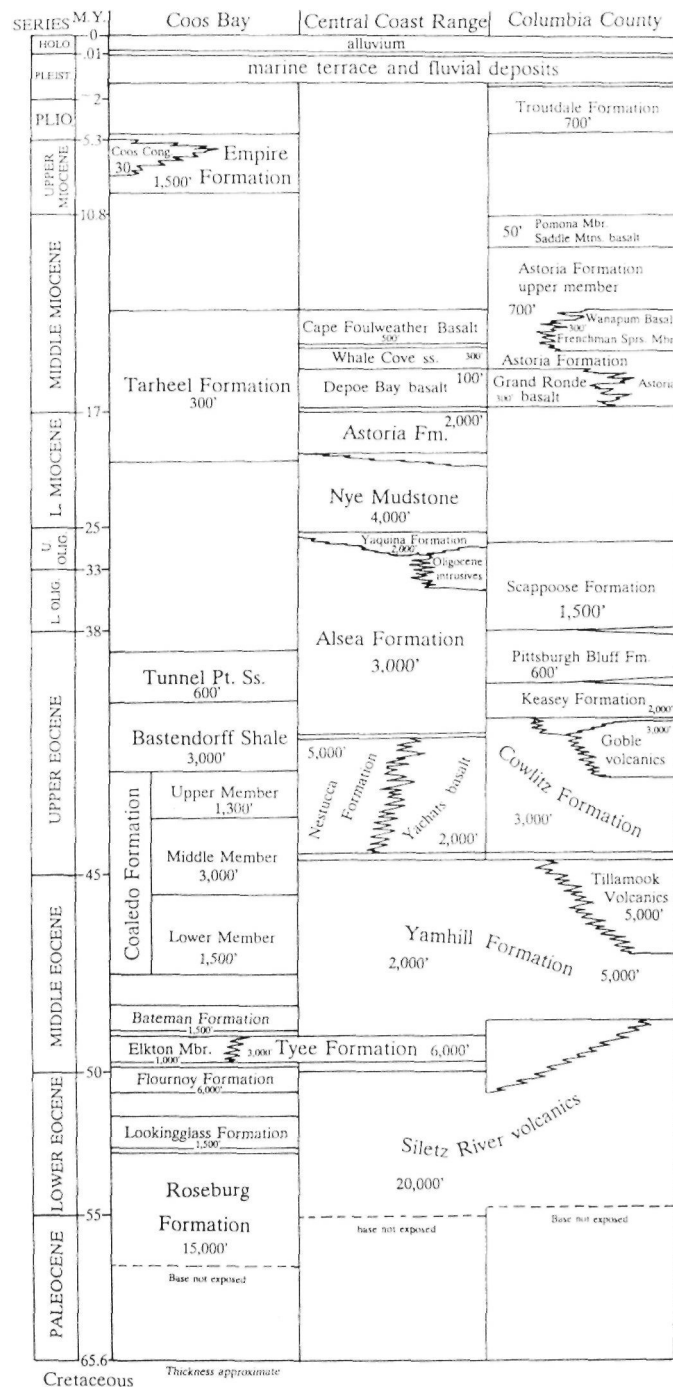 SERIES M.Y. Coos Bay Central Coast Range Columbia County
0
HOLO
alluvium
.01
PLEIST.
marine terrace and fluvial deposits
2
PLIO
Troutdale Formation
700'
5.3
UPPER
MIOCENE
Coos Cong.
30
Empire
Formation
1,500'
10.8
50' Pomona Mbr.
Saddle Mtns. basalt
MIDDLE MIOCENE
Astoria Formation
upper member
700'
Wanapum Basalt
300'
Frenchman Sprs. Mbr
Cape Foulweather Basalt
500'
Whale Cove ss. 300'
Astoria Formation
Tarheel Formation
300'
Depoe Bay basalt 100'
Grand Ronde
300' basalt
Astoria
17
L. MIOCENE
2,000'
Astoria Fm.
Nye Mudstone
4,000'
25
U. OLIG.
Yaquina Formation
2,000'
Oligocene
intrusives
33
L. OLIG.
Scappoose Formation
1,500'
38
UPPER EOCENE
Alsea Formation
3,000'
Tunnel Pt. Ss.
600'
Pittsburgh Bluff Fm.
600'
Keasey Formation 2,000'
Bastendorff Shale
3,000'
5,000'
Nestucca
Formation
Yachats basalt
2,000'
3,000'
Goble
volcanics
Cowlitz Formation
3,000'
Coaledo Formation
Upper Member
1,300'
Middle Member
3,000'
45
MIDDLE EOCENE
Tillamook
Volcanics
5,000'
Lower Member
1,500'
Yamhill Formation
2,000'
5,000'
Bateman Formation
1,500'
Elkton Mbr.
1,000'
3,000' Tyee Formation 6,000'
50
LOWER EOCENE
Flournoy Formation
6,000'
Lookingglass Formation
1,500'
Siletz River volcanics
20,000'
Roseburg
Formation
15,000'
55
PALEOCENE
base not exposed
Base not exposed
Base not exposed
65.6
Cretaceous
Thickness approximate